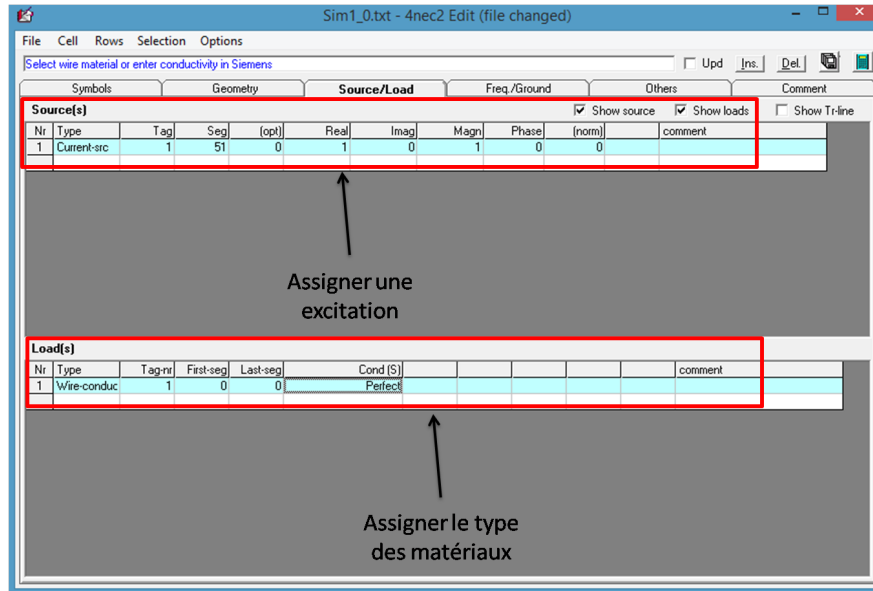 Sim1_0.txt - 4nec2 Edit (file changed)
File Cell Rows Selection Options
Select wire material or enter conductivity in Siemens Upd Ins. Del.
Symbols Geometry Source/Load Freq./Ground Others Comment
Source(s) Show source Show loads Show Tr-line
Nr Type Tag Seg (opt) Real Imag Magn Phase (norm) comment
1 Current-src 1 51 0 1 0 1 0 0
Assigner une
excitation
Load(s)
Nr Type Tag-nr First-seg Last-seg Cond (S) comment
1 Wire-conduc 1 0 0 Perfect
Assigner le type
des matériaux